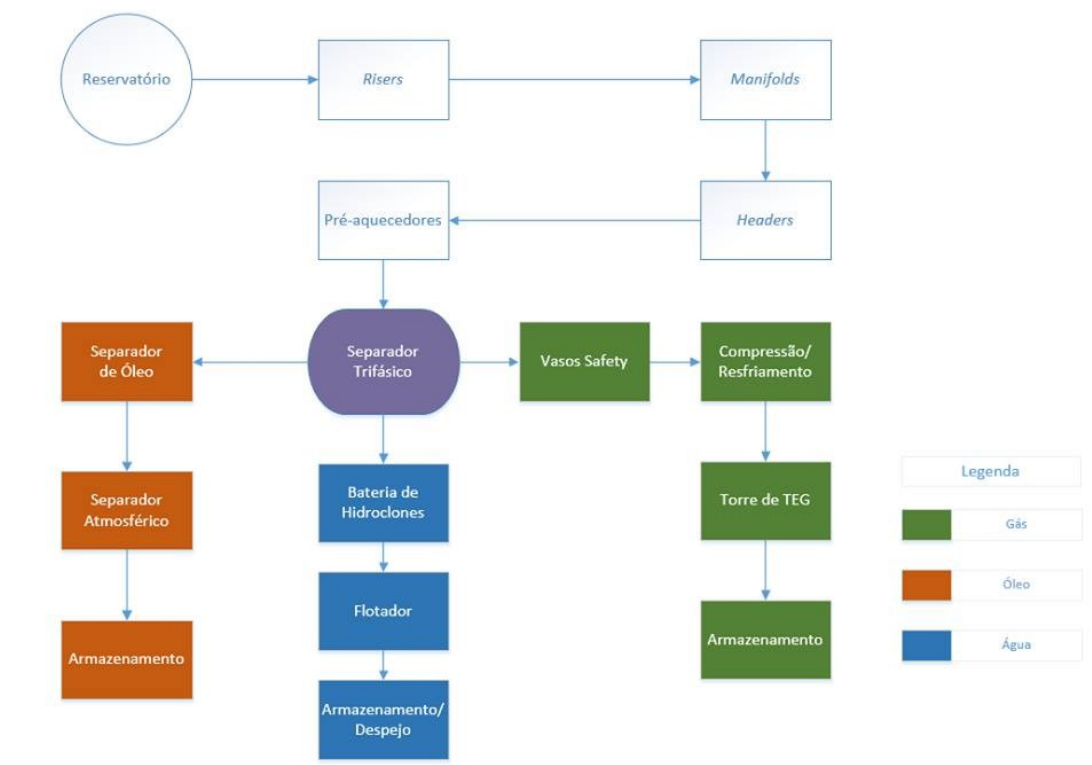 Reservatório
Risers
Manifolds
Pré-aquecedores
Headers
Separador
de Óleo
Separador
Trifásico
Vasos Safety
Compressão/
Resfriamento
Separador
Atmosférico
Bateria de
Hidroclones
Torre de TEG
Legenda
Gás
Óleo
Água
Flotador
Armazenamento
Armazenamento
Armazenamento/
Despejo